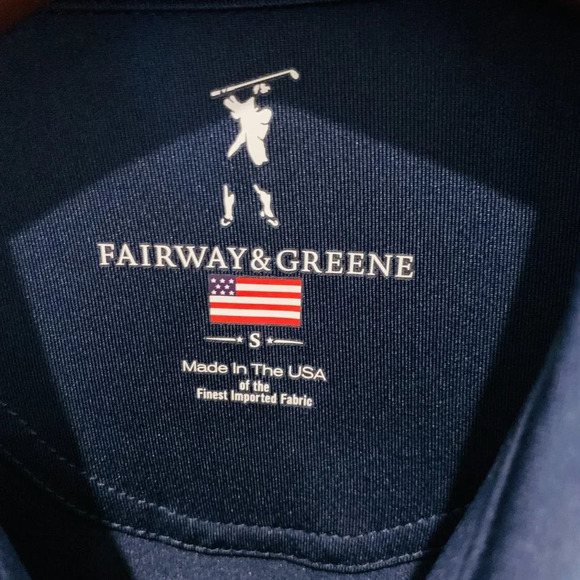 FAIRWAY & GREENE
S
Made In The USA
of the
Finest Imported Fabric